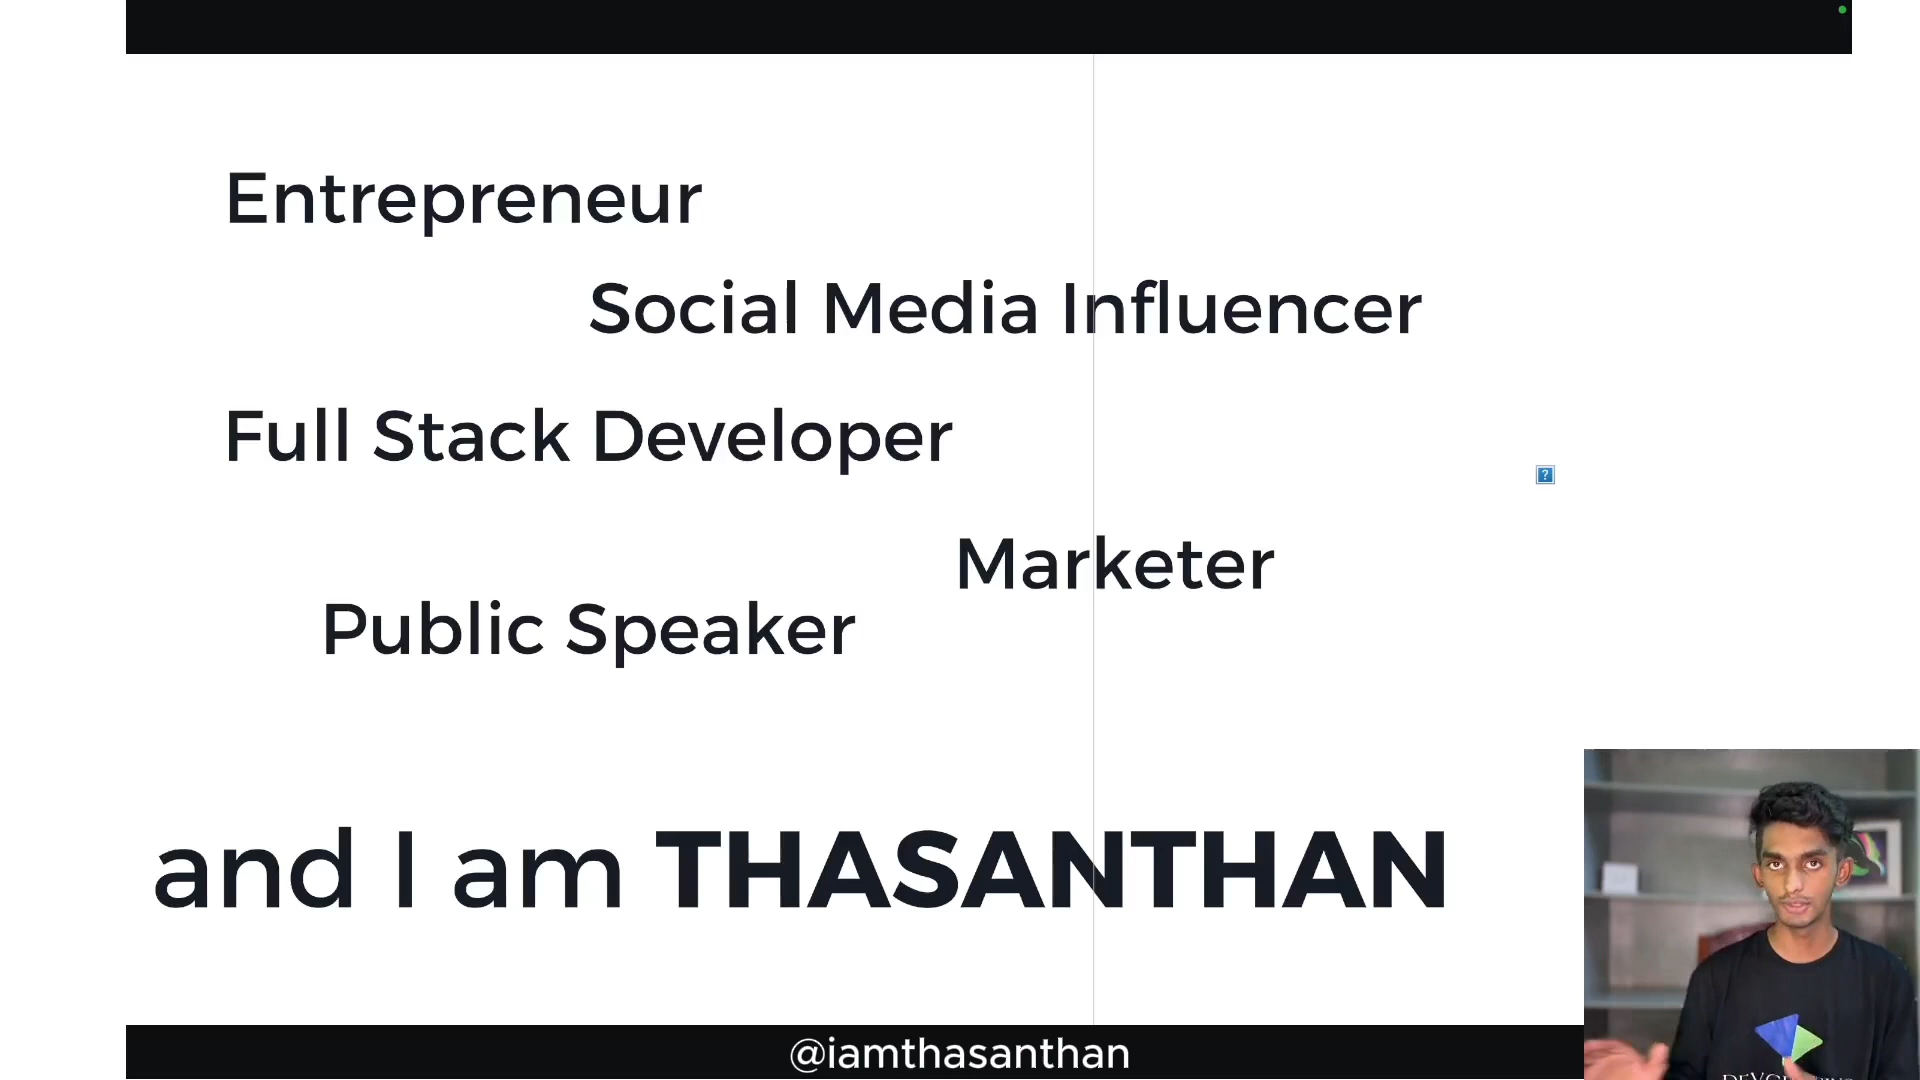 Entrepreneur
Social Media Influencer
Full Stack Developer
Marketer
Public Speaker
and I am THASANTHAN
@iamthasanthan